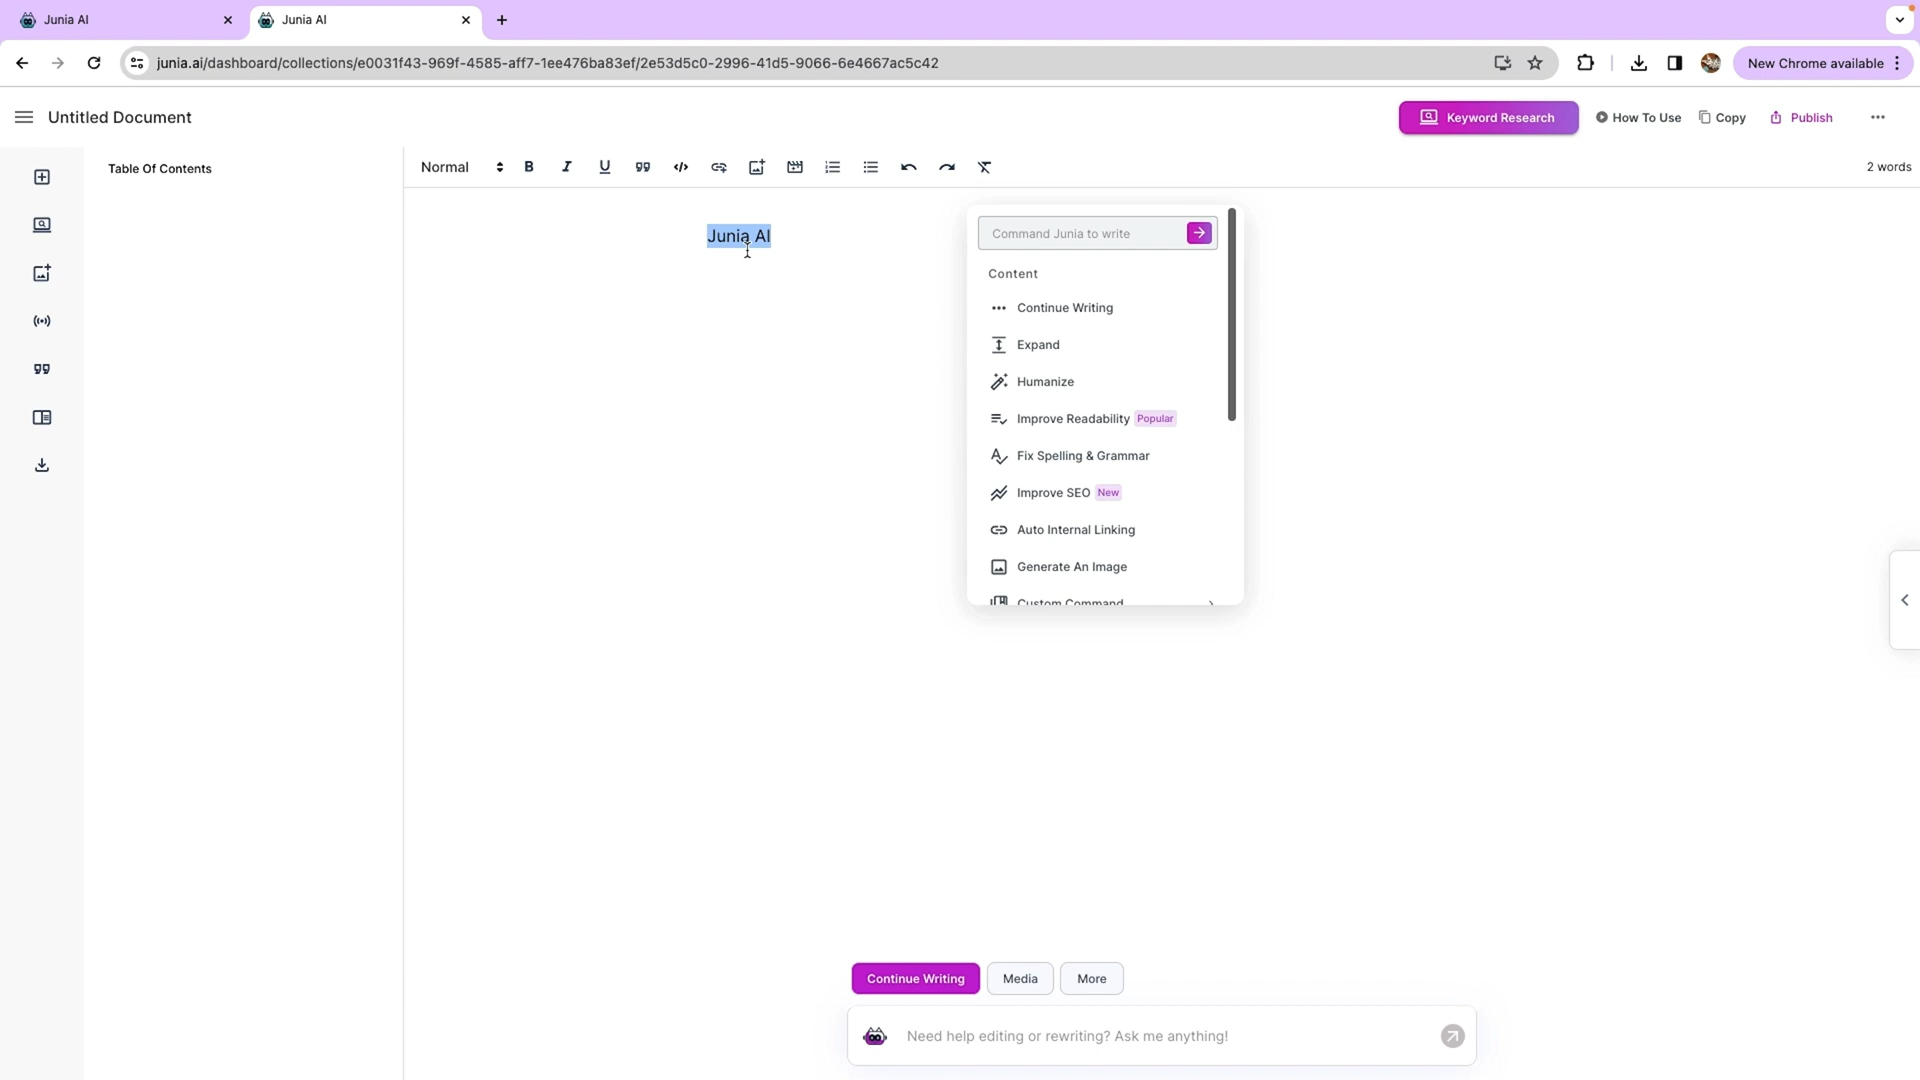 Junia AI
Junia AI
junia.ai/dashboard/collections/e0031f43-969f-4585-aff7-1ee476ba83ef/2e53d5c0-2996-41d5-9066-6e4667ac5c42
New Chrome available
Untitled Document
Keyword Research
How To Use
Copy
Publish
Table Of Contents
Normal
2 words
Junia AI
Command Junia to write
Content
Continue Writing
Expand
Humanize
Improve Readability Popular
Fix Spelling & Grammar
Improve SEO New
Auto Internal Linking
Generate An Image
Custom Command
Continue Writing
Media
More
Need help editing or rewriting? Ask me anything!